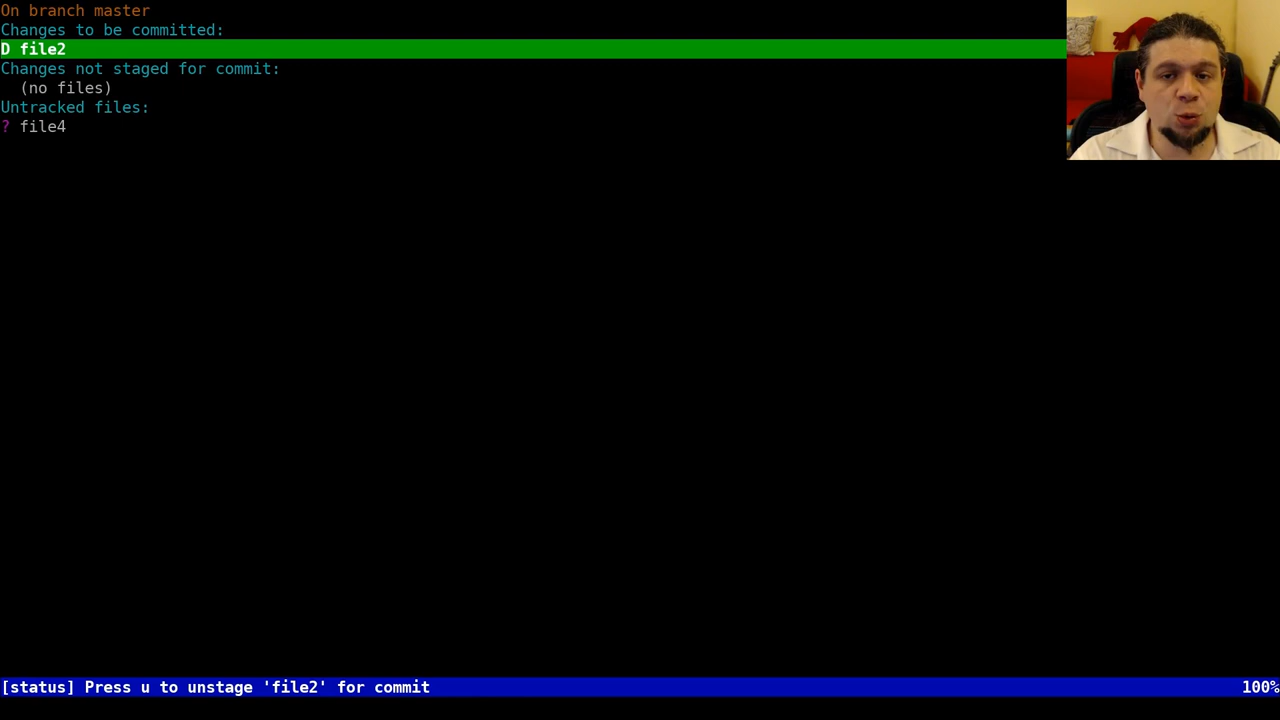 On branch master
Changes to be committed:
D file2
Changes not staged for commit:
  (no files)
Untracked files:
? file4
[status] Press u to unstage 'file2' for commit 100%